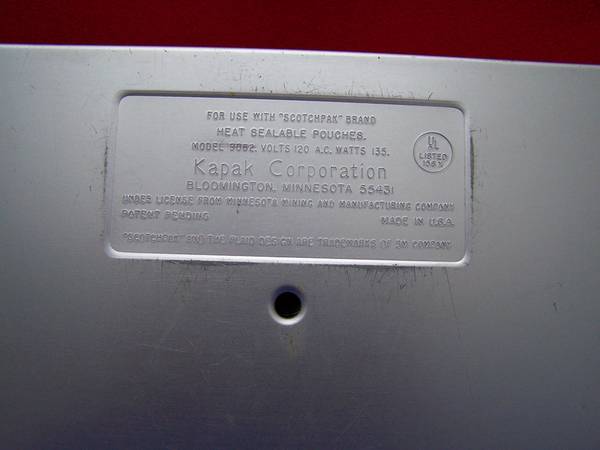 FOR USE WITH "SCOTCHPAK" BRAND
HEAT SEALABLE POUCHES.
MODEL VOLTS 120 A.C. WATTS 135.
Kapak Corporation
BLOOMINGTON, MINNESOTA 55431
UNDER LICENSE FROM MINNESOTA MINING AND MANUFACTURING COMPANY
PATENT PENDING MADE IN U.S.A.
"SCOTCHPAK" AND THE PLAID DESIGN ARE TRADEMARKS OF 3M COMPANY
UL
LISTED